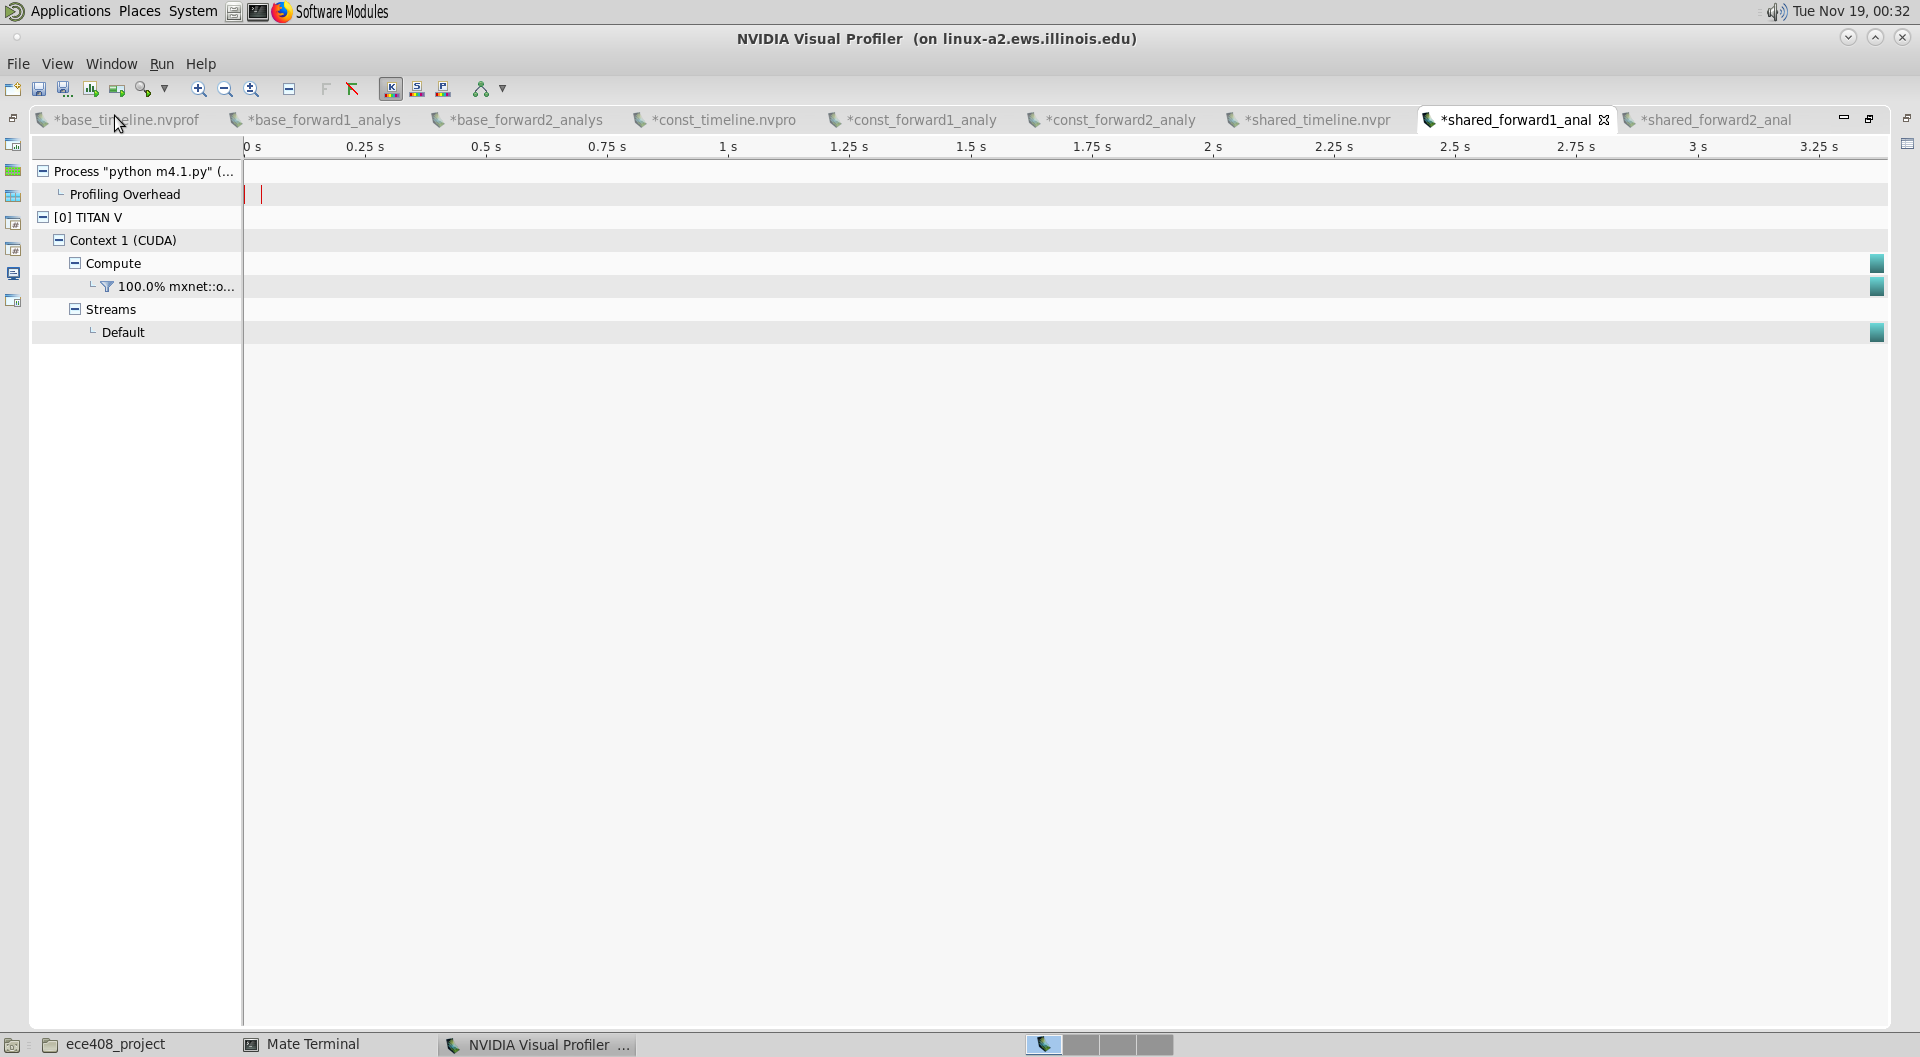 Applications Places System Software Modules Tue Nov 19, 00:32
NVIDIA Visual Profiler (on linux-a2.ews.illinois.edu)
File View Window Run Help
F K S P
*base_timeline.nvprof *base_forward1_analys *base_forward2_analys *const_timeline.nvpro *const_forward1_analy *const_forward2_analy *shared_timeline.nvpr *shared_forward1_anal *shared_forward2_anal
0 s 0.25 s 0.5 s 0.75 s 1 s 1.25 s 1.5 s 1.75 s 2 s 2.25 s 2.5 s 2.75 s 3 s 3.25 s
Process "python m4.1.py" (...
Profiling Overhead
[0] TITAN V
Context 1 (CUDA)
Compute
100.0% mxnet::o...
Streams
Default
ece408_project Mate Terminal NVIDIA Visual Profiler ...